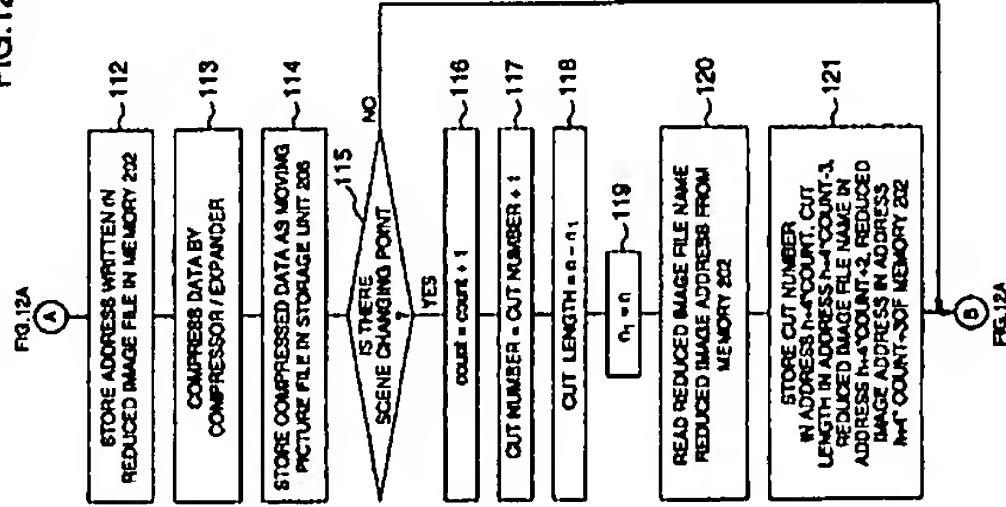 FIG.12
FIG.12A
A
STORE ADDRESS WRITTEN IN
REDUCED IMAGE FILE IN MEMORY 202
112
COMPRESS DATA BY
COMPRESSOR / EXPANDER
113
STORE COMPRESSED DATA AS MOVING
PICTURE FILE IN STORAGE UNIT 206
114
IS THERE
SCENE CHANGING POINT
?
115
NO
YES
count = count + 1
116
CUT NUMBER = CUT NUMBER + 1
117
CUT LENGTH = n - n₁
118
n₁ = n
119
READ REDUCED IMAGE FILE NAME
REDUCED IMAGE ADDRESS FROM
MEMORY 202
120
STORE CUT NUMBER
IN ADDRESS h+4*COUNT, CUT
LENGTH IN ADDRESS h+4*COUNT-3,
REDUCED IMAGE FILE NAME IN
ADDRESS h+4*COUNT+2, REDUCED
IMAGE ADDRESS IN ADDRESS
h+4* COUNT+3 OF MEMORY 202
121
B
FIG.12A